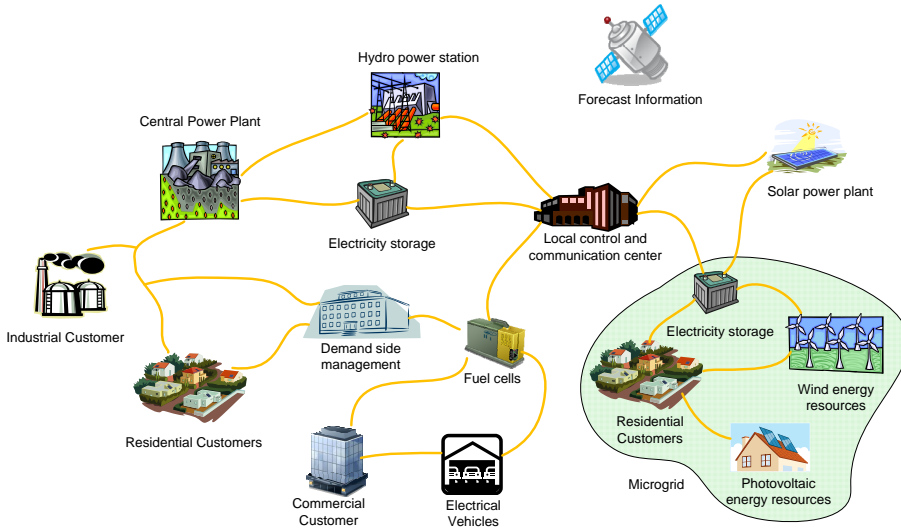 Hydro power station
Forecast Information
Central Power Plant
Solar power plant
Electricity storage
Local control and
communication center
Industrial Customer
Demand side
management
Electricity storage
Fuel cells
Wind energy
resources
Residential Customers
Residential
Customers
Microgrid
Photovoltaic
energy resources
Commercial
Customer
Electrical
Vehicles